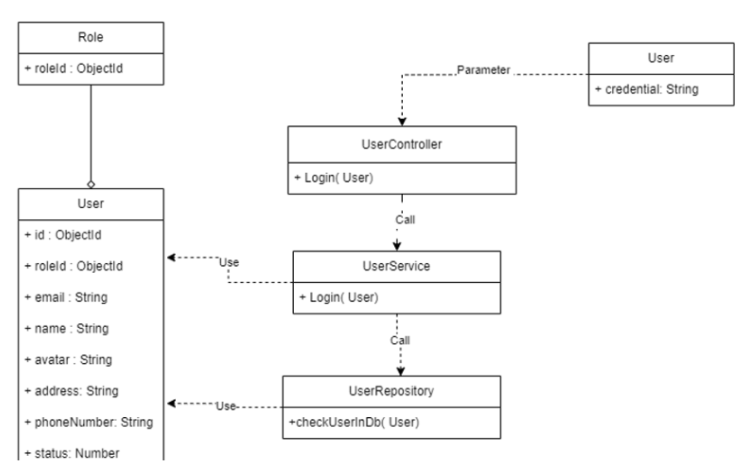 Role
+ roleId : ObjectId
User
+ credential: String
Parameter
UserController
+ Login( User)
Call
User
+ id : ObjectId
+ roleId : ObjectId
+ email : String
+ name : String
+ avatar : String
+ address: String
+ phoneNumber: String
+ status: Number
Use
UserService
+ Login( User)
Call
Use
UserRepository
+checkUserInDb( User)